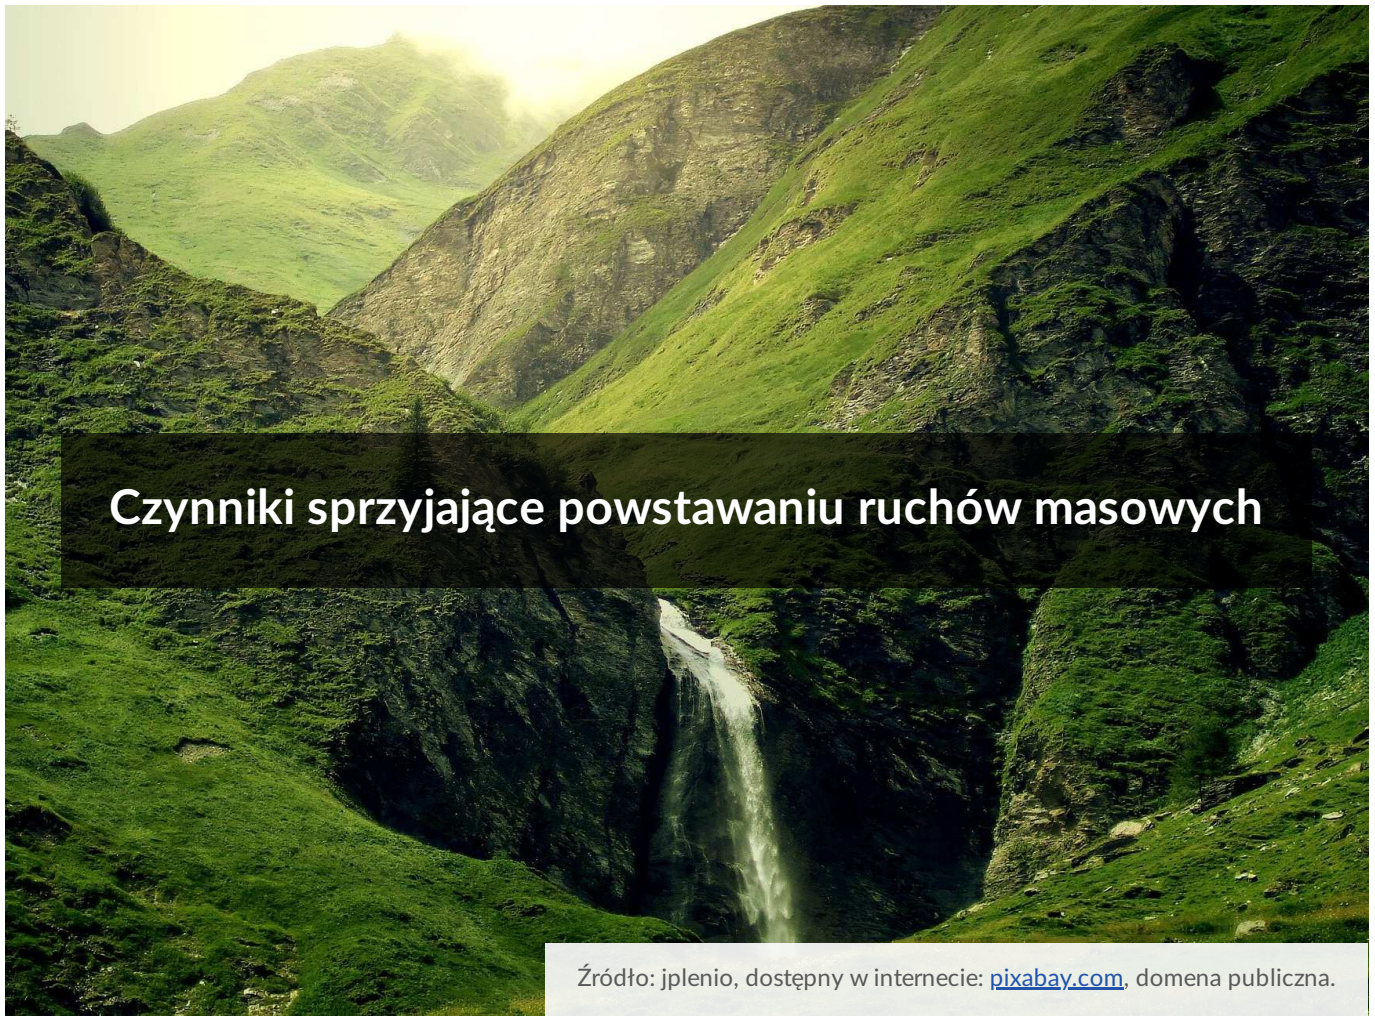 Czynniki sprzyjające powstawaniu ruchów masowych
Źródło: jplenio, dostępny w internecie: pixabay.com, domena publiczna.